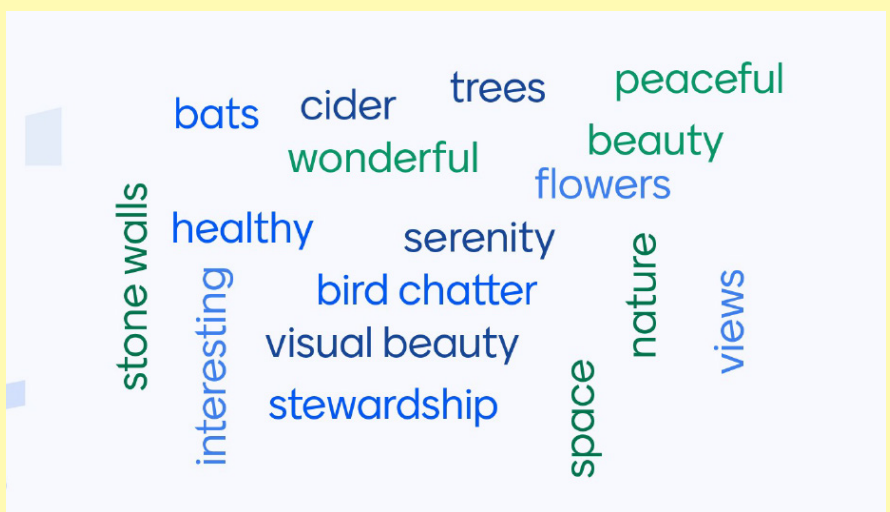 peaceful
trees
cider
bats
beauty
wonderful
flowers
healthy
serenity
stone walls
nature
bird chatter
views
interesting
visual beauty
stewardship
space